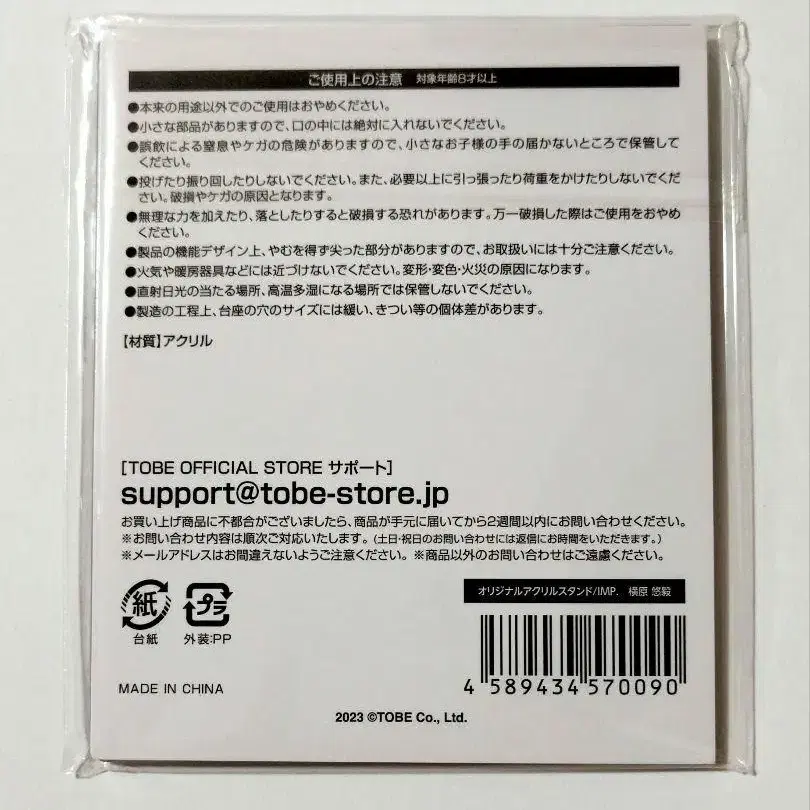 ご使用上の注意 対象年齢8才以上
●本来の用途以外でのご使用はおやめください。
●小さな部品がありますので、口の中には絶対に入れないでください。
●誤飲による窒息やケガの危険がありますので、小さなお子様の手の届かないところで保管して
ください。
●投げたり振り回したりしないでください。また、必要以上に引っ張ったり荷重をかけたりしないでくだ
さい。破損やケガの原因となります。
●無理な力を加えたり、落としたりすると破損する恐れがあります。万一破損した際はご使用をおやめ
ください。
●製品の機能デザイン上、やむを得ず尖った部分がありますので、お取扱いには十分ご注意ください。
●火気や暖房器具などには近づけないでください。変形・変色・火災の原因になります。
●直射日光の当たる場所、高温多湿になる場所では保管しないでください。
●製造の工程上、台座の穴のサイズには緩い、きつい等の個体差があります。
【材質】アクリル
[TOBE OFFICIAL STORE サポート]
support@tobe-store.jp
お買い上げ商品に不都合がございましたら、商品が手元に届いてから2週間以内にお問い合わせください。
※お問い合わせ内容は順次ご対応いたします。(土日・祝日のお問い合わせには返信にお時間をいただきます。)
※メールアドレスはお間違えないようご注意ください。 ※商品以外のお問い合わせはご遠慮ください。
紙 プラ
台紙 外装:PP
オリジナルアクリルスタンド/IMP. 横原 悠毅
4 589434 570090
MADE IN CHINA
2023 ©TOBE Co., Ltd.